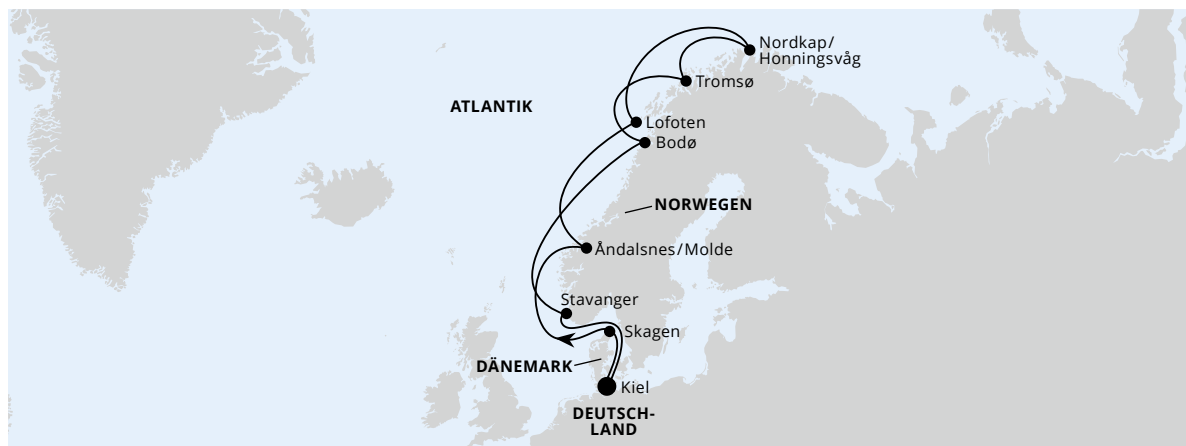 Nordkap/
Honningsvåg
Tromsø
ATLANTIK
Lofoten
Bodø
NORWEGEN
Åndalsnes/Molde
Stavanger
Skagen
DÄNEMARK
Kiel
DEUTSCH-
LAND